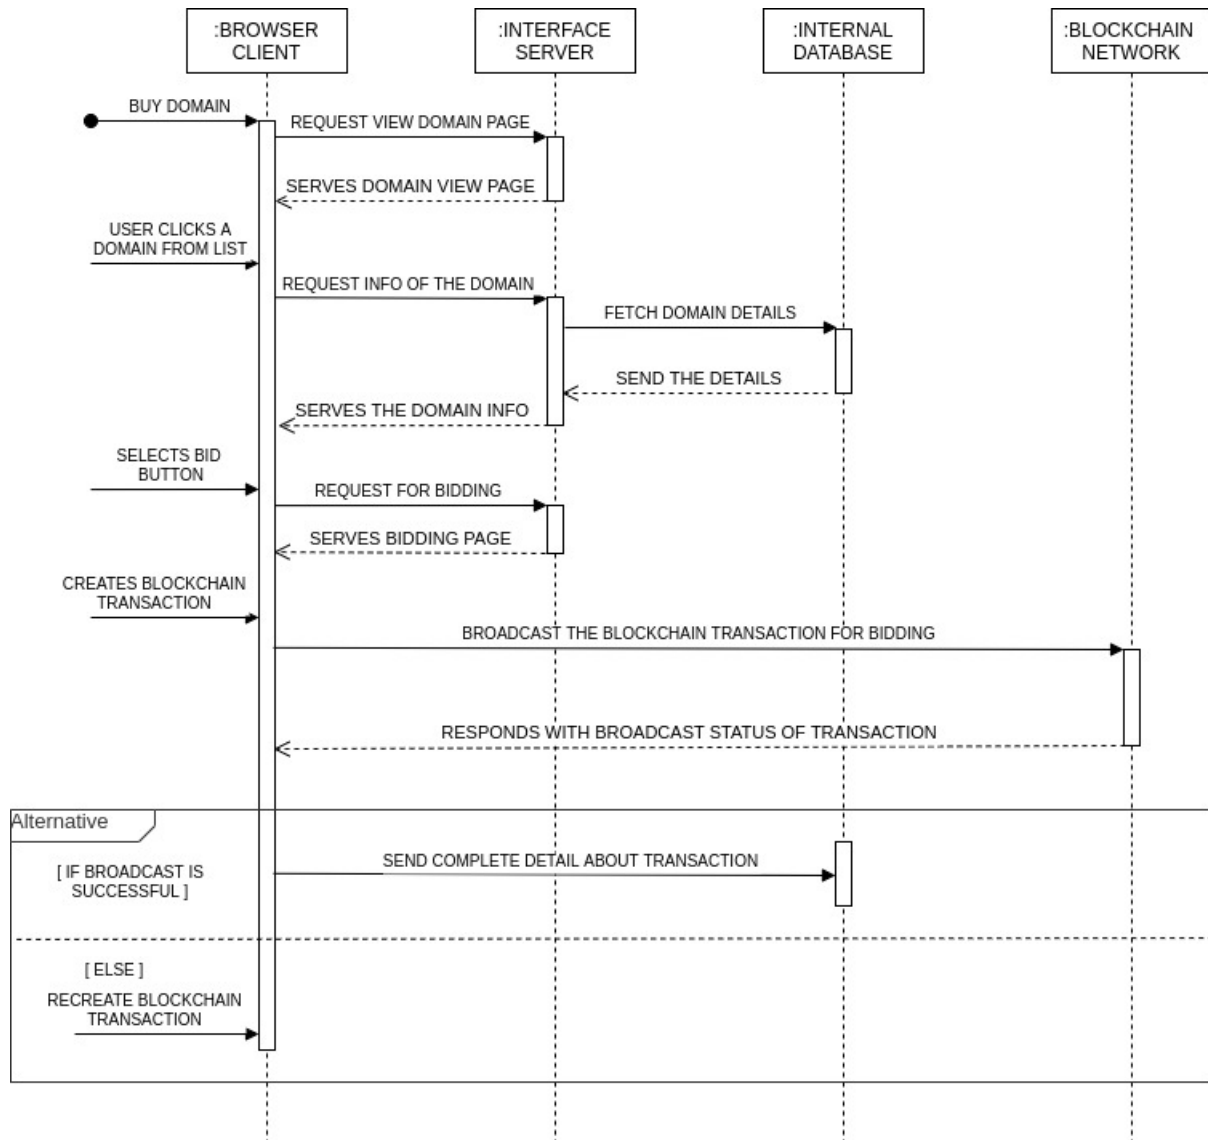 :BROWSER
CLIENT
:INTERFACE
SERVER
:INTERNAL
DATABASE
:BLOCKCHAIN
NETWORK
BUY DOMAIN
REQUEST VIEW DOMAIN PAGE
SERVES DOMAIN VIEW PAGE
USER CLICKS A
DOMAIN FROM LIST
REQUEST INFO OF THE DOMAIN
FETCH DOMAIN DETAILS
SEND THE DETAILS
SERVES THE DOMAIN INFO
SELECTS BID
BUTTON
REQUEST FOR BIDDING
SERVES BIDDING PAGE
CREATES BLOCKCHAIN
TRANSACTION
BROADCAST THE BLOCKCHAIN TRANSACTION FOR BIDDING
RESPONDS WITH BROADCAST STATUS OF TRANSACTION
Alternative
[ IF BROADCAST IS
SUCCESSFUL ]
SEND COMPLETE DETAIL ABOUT TRANSACTION
[ ELSE ]
RECREATE BLOCKCHAIN
TRANSACTION